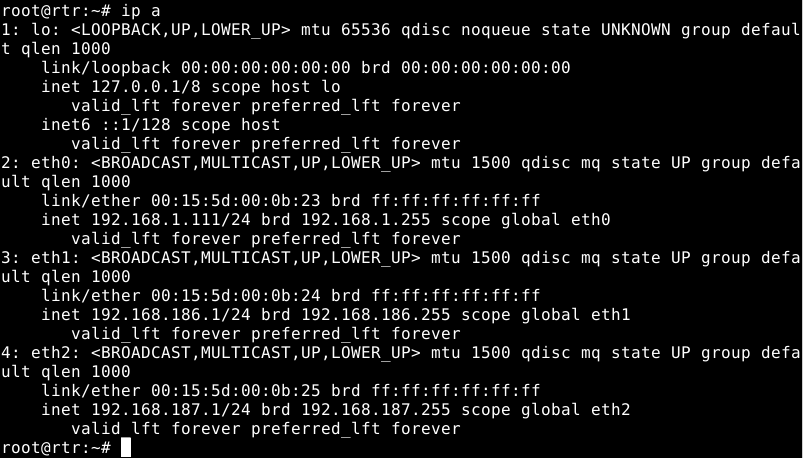 root@rtr:~# ip a
1: lo: <LOOPBACK,UP,LOWER_UP> mtu 65536 qdisc noqueue state UNKNOWN group defaul
t qlen 1000
    link/loopback 00:00:00:00:00:00 brd 00:00:00:00:00:00
    inet 127.0.0.1/8 scope host lo
       valid_lft forever preferred_lft forever
    inet6 ::1/128 scope host
       valid_lft forever preferred_lft forever
2: eth0: <BROADCAST,MULTICAST,UP,LOWER_UP> mtu 1500 qdisc mq state UP group defa
ult qlen 1000
    link/ether 00:15:5d:00:0b:23 brd ff:ff:ff:ff:ff:ff
    inet 192.168.1.111/24 brd 192.168.1.255 scope global eth0
       valid_lft forever preferred_lft forever
3: eth1: <BROADCAST,MULTICAST,UP,LOWER_UP> mtu 1500 qdisc mq state UP group defa
ult qlen 1000
    link/ether 00:15:5d:00:0b:24 brd ff:ff:ff:ff:ff:ff
    inet 192.168.186.1/24 brd 192.168.186.255 scope global eth1
       valid_lft forever preferred_lft forever
4: eth2: <BROADCAST,MULTICAST,UP,LOWER_UP> mtu 1500 qdisc mq state UP group defa
ult qlen 1000
    link/ether 00:15:5d:00:0b:25 brd ff:ff:ff:ff:ff:ff
    inet 192.168.187.1/24 brd 192.168.187.255 scope global eth2
       valid_lft forever preferred_lft forever
root@rtr:~#